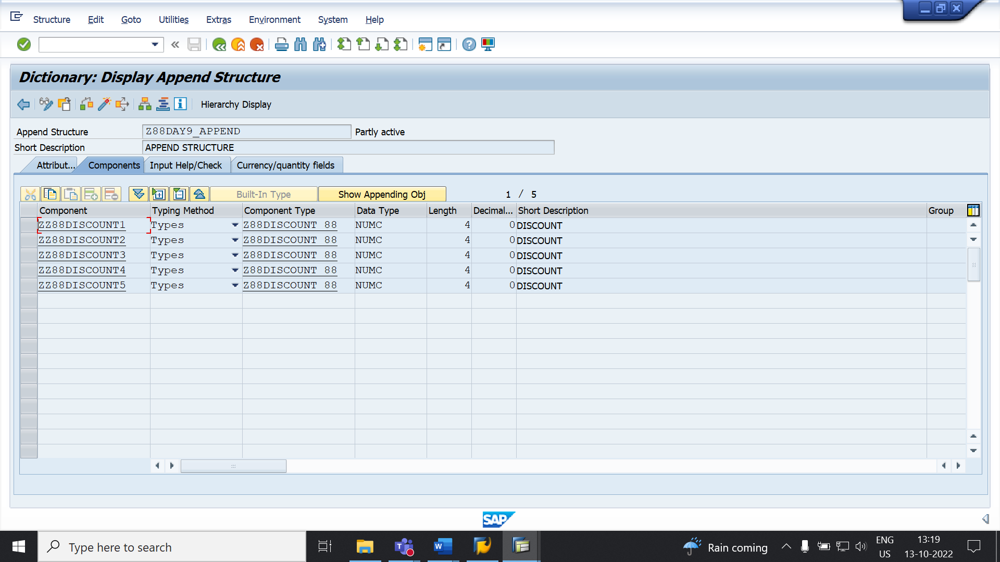 Structure Edit Goto Utilities Extras Environment System Help
Dictionary: Display Append Structure
Hierarchy Display
Append Structure Z88DAY9_APPEND Partly active
Short Description APPEND STRUCTURE
Attribut... Components Input Help/Check Currency/quantity fields
Built-In Type Show Appending Obj 1 / 5
Component Typing Method Component Type Data Type Length Decimal... Short Description Group
ZZ88DISCOUNT1 Types Z88DISCOUNT_88 NUMC 4 0 DISCOUNT
ZZ88DISCOUNT2 Types Z88DISCOUNT_88 NUMC 4 0 DISCOUNT
ZZ88DISCOUNT3 Types Z88DISCOUNT_88 NUMC 4 0 DISCOUNT
ZZ88DISCOUNT4 Types Z88DISCOUNT_88 NUMC 4 0 DISCOUNT
ZZ88DISCOUNT5 Types Z88DISCOUNT_88 NUMC 4 0 DISCOUNT
SAP
Type here to search
Rain coming
ENG
US
13:19
13-10-2022